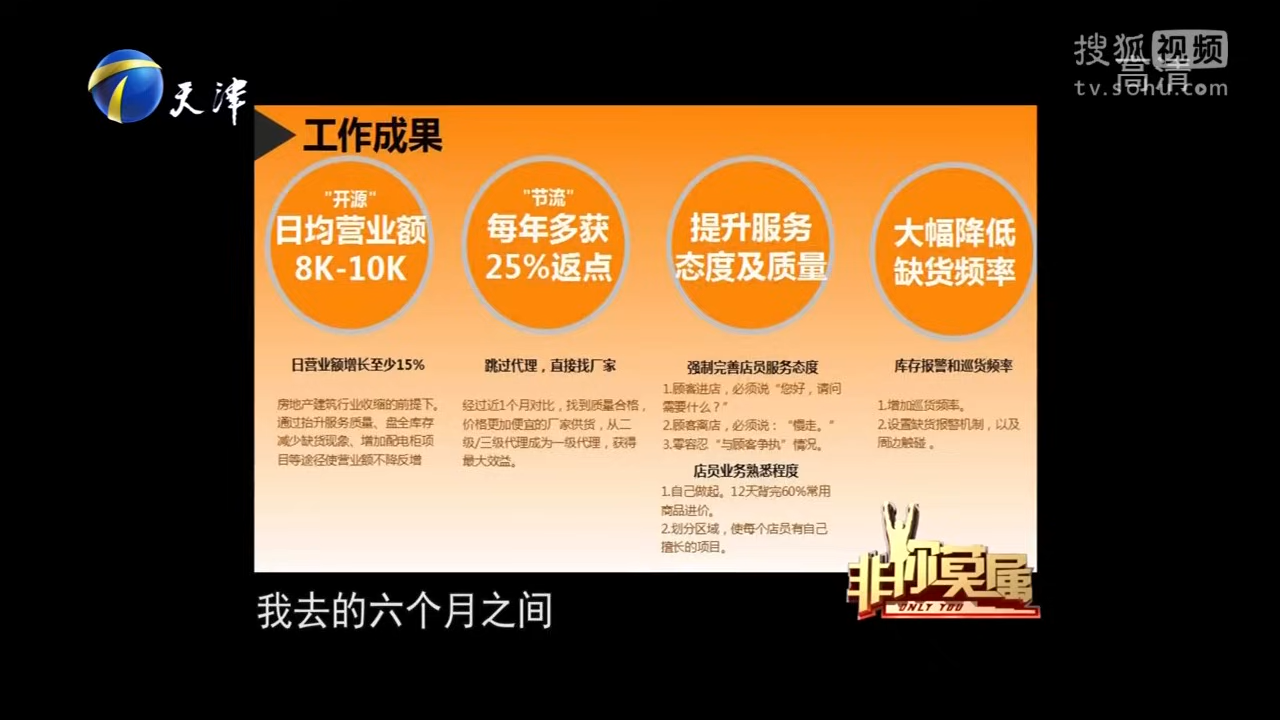 天津
搜狐视频
高清
tv.sohu.com
工作成果
"开源"
日均营业额
8K-10K
"节流"
每年多获
25%返点
提升服务
态度及质量
大幅降低
缺货频率
日营业额增长至少15%
房地产建筑行业收缩的前提下。
通过抬升服务质量、盘全库存
减少缺货现象、增加配电柜项
目等途径使营业额不降反增
跳过代理，直接找厂家
经过近1个月对比，找到质量合格，
价格更加便宜的厂家供货，从二
级/三级代理成为一级代理，获得
最大效益。
强制完善店员服务态度
1.顾客进店，必须说“您好，请问
需要什么？”
2.顾客离店，必须说：“慢走。”
3.零容忍“与顾客争执”情况。
店员业务熟悉程度
1.自己做起。12天背完60%常用
商品进价。
2.划分区域，使每个店员有自己
擅长的项目。
库存报警和巡货频率
1.增加巡货频率。
2.设置缺货报警机制，以及
周边触碰 。
非你莫属
ONLY YOU
我去的六个月之间